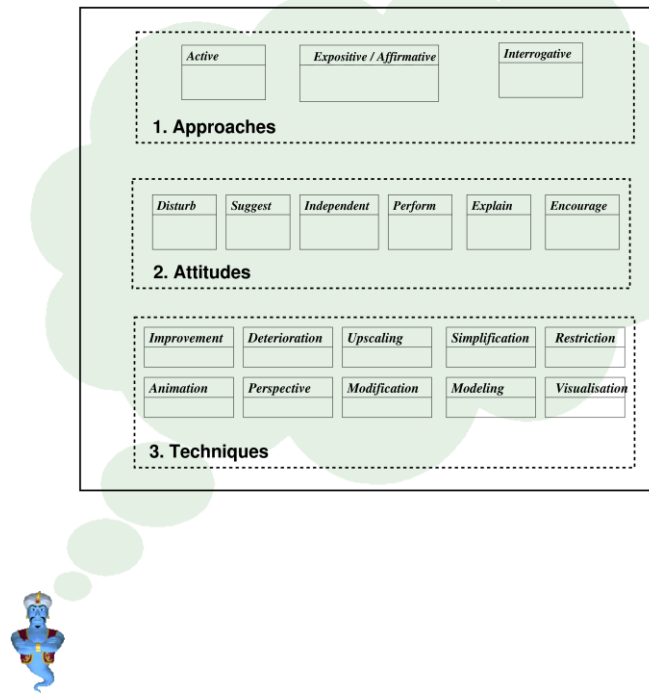 Active Expositive / Affirmative Interrogative
1. Approaches
Disturb Suggest Independent Perform Explain Encourage
2. Attitudes
Improvement Deterioration Upscaling Simplification Restriction
Animation Perspective Modification Modeling Visualisation
3. Techniques